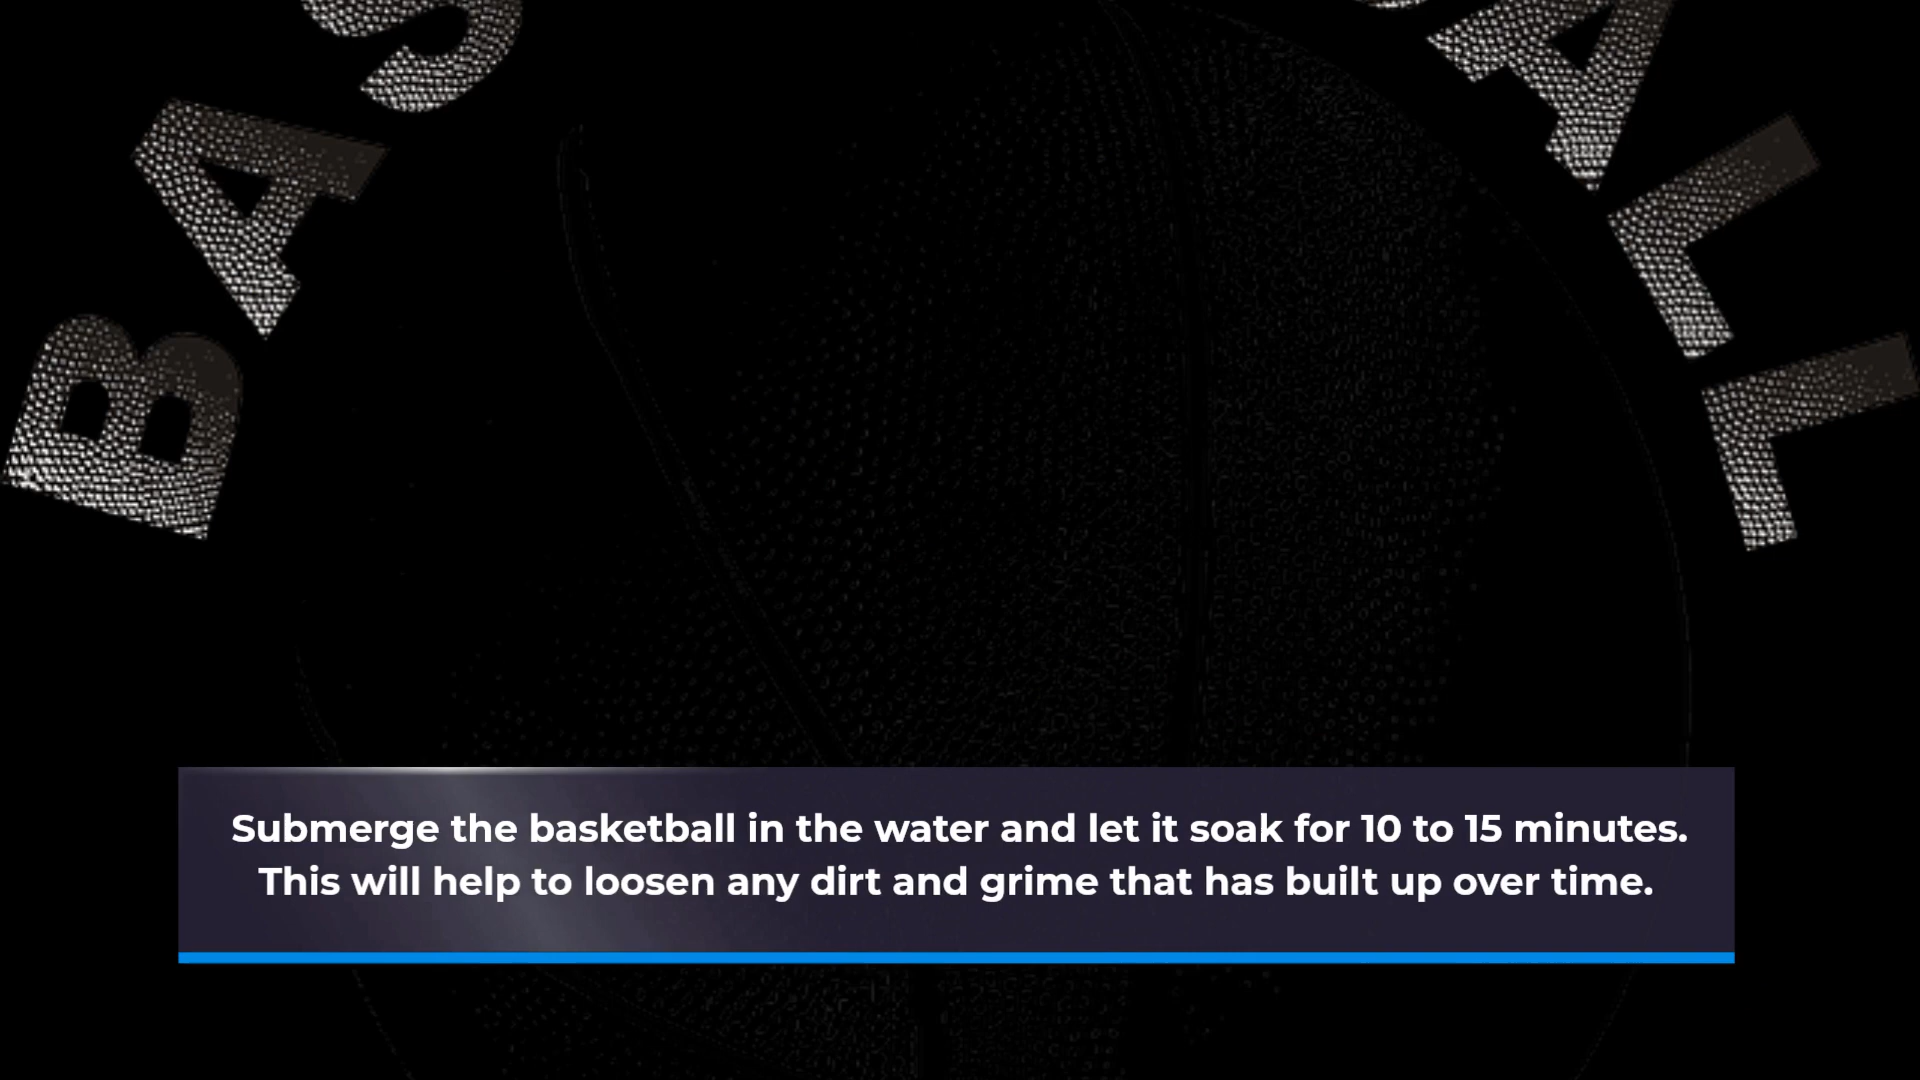 BAS ALL
Submerge the basketball in the water and let it soak for 10 to 15 minutes.
This will help to loosen any dirt and grime that has built up over time.